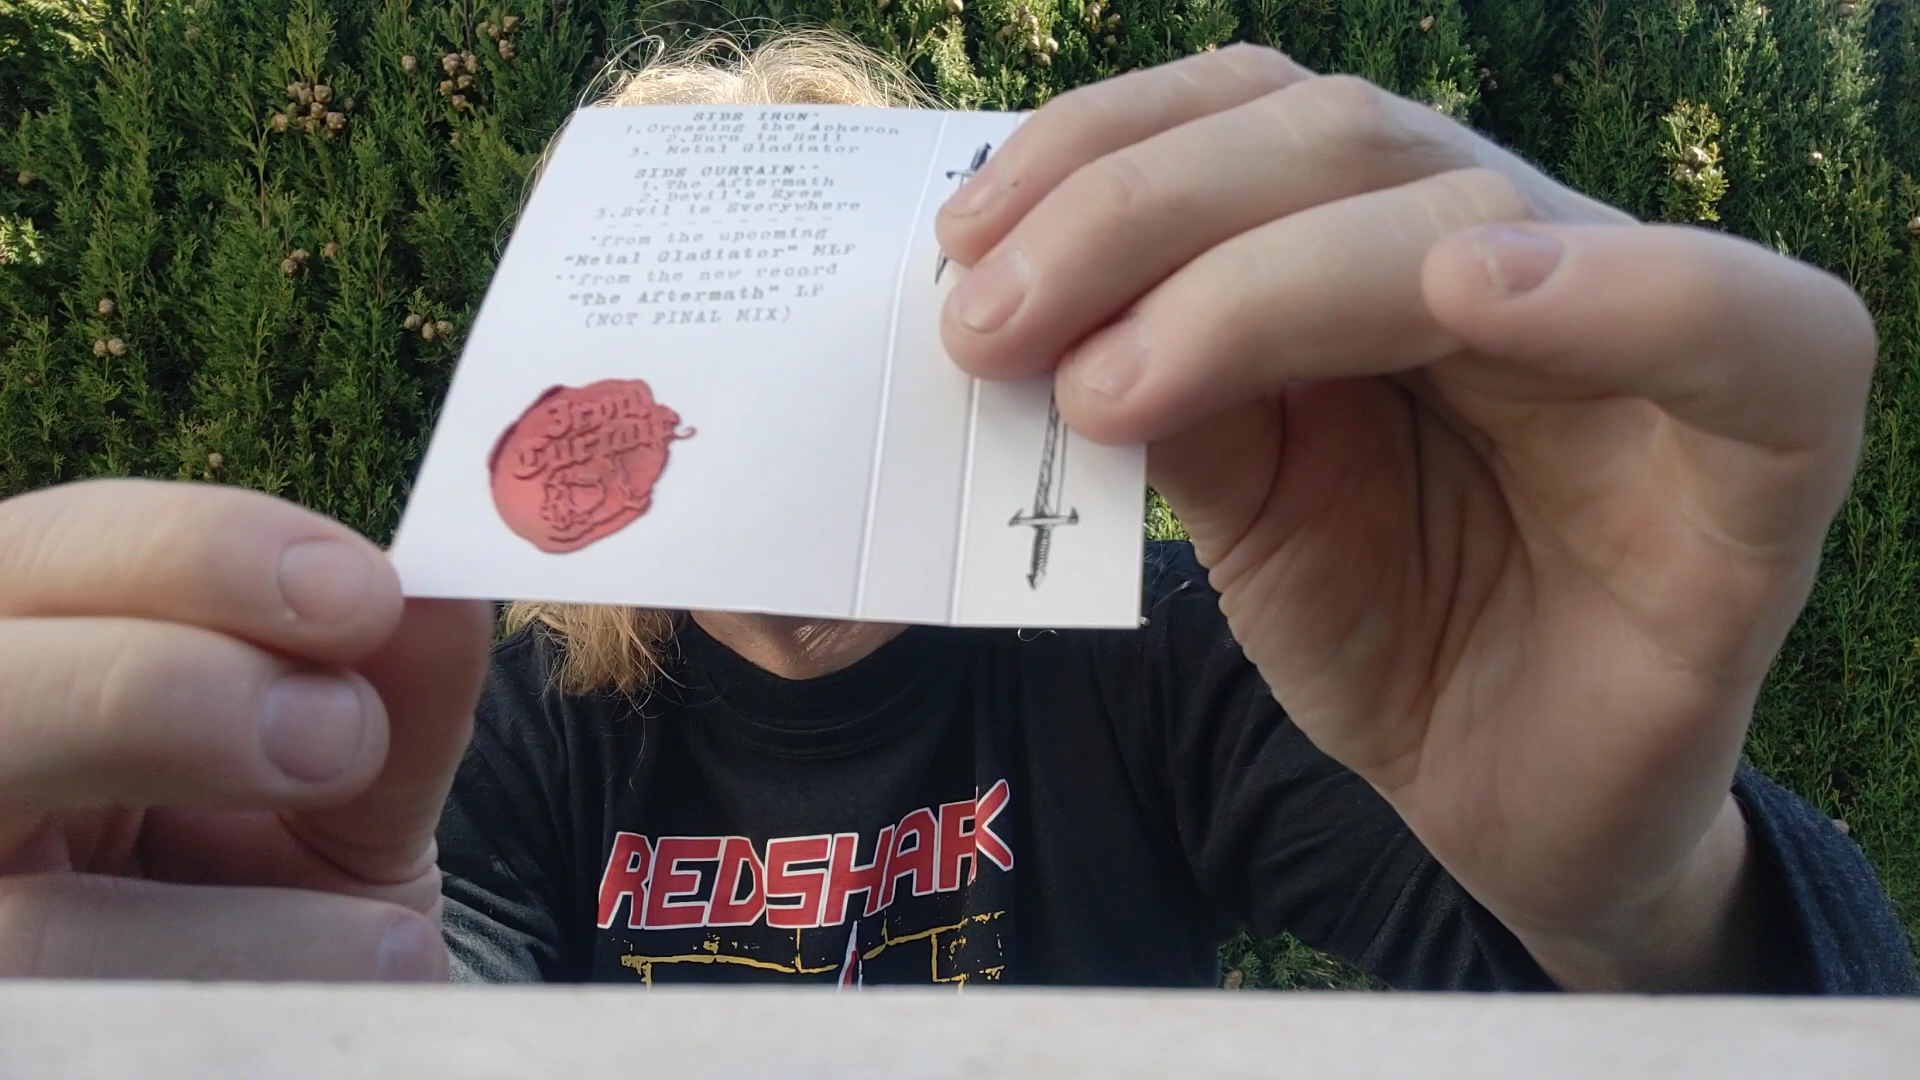 SIDE IRON*
1.Crossing the Acheron
2.Burn in Hell
3. Metal Gladiator
SIDE CURTAIN**
1.The Aftermath
2.Devil's Eyes
3.Evil is Everywhere
*from the upcoming
"Metal Gladiator" MLP
**from the new record
"The Aftermath" LP
(NOT FINAL MIX)
Iron
Curtain
REDSHARK